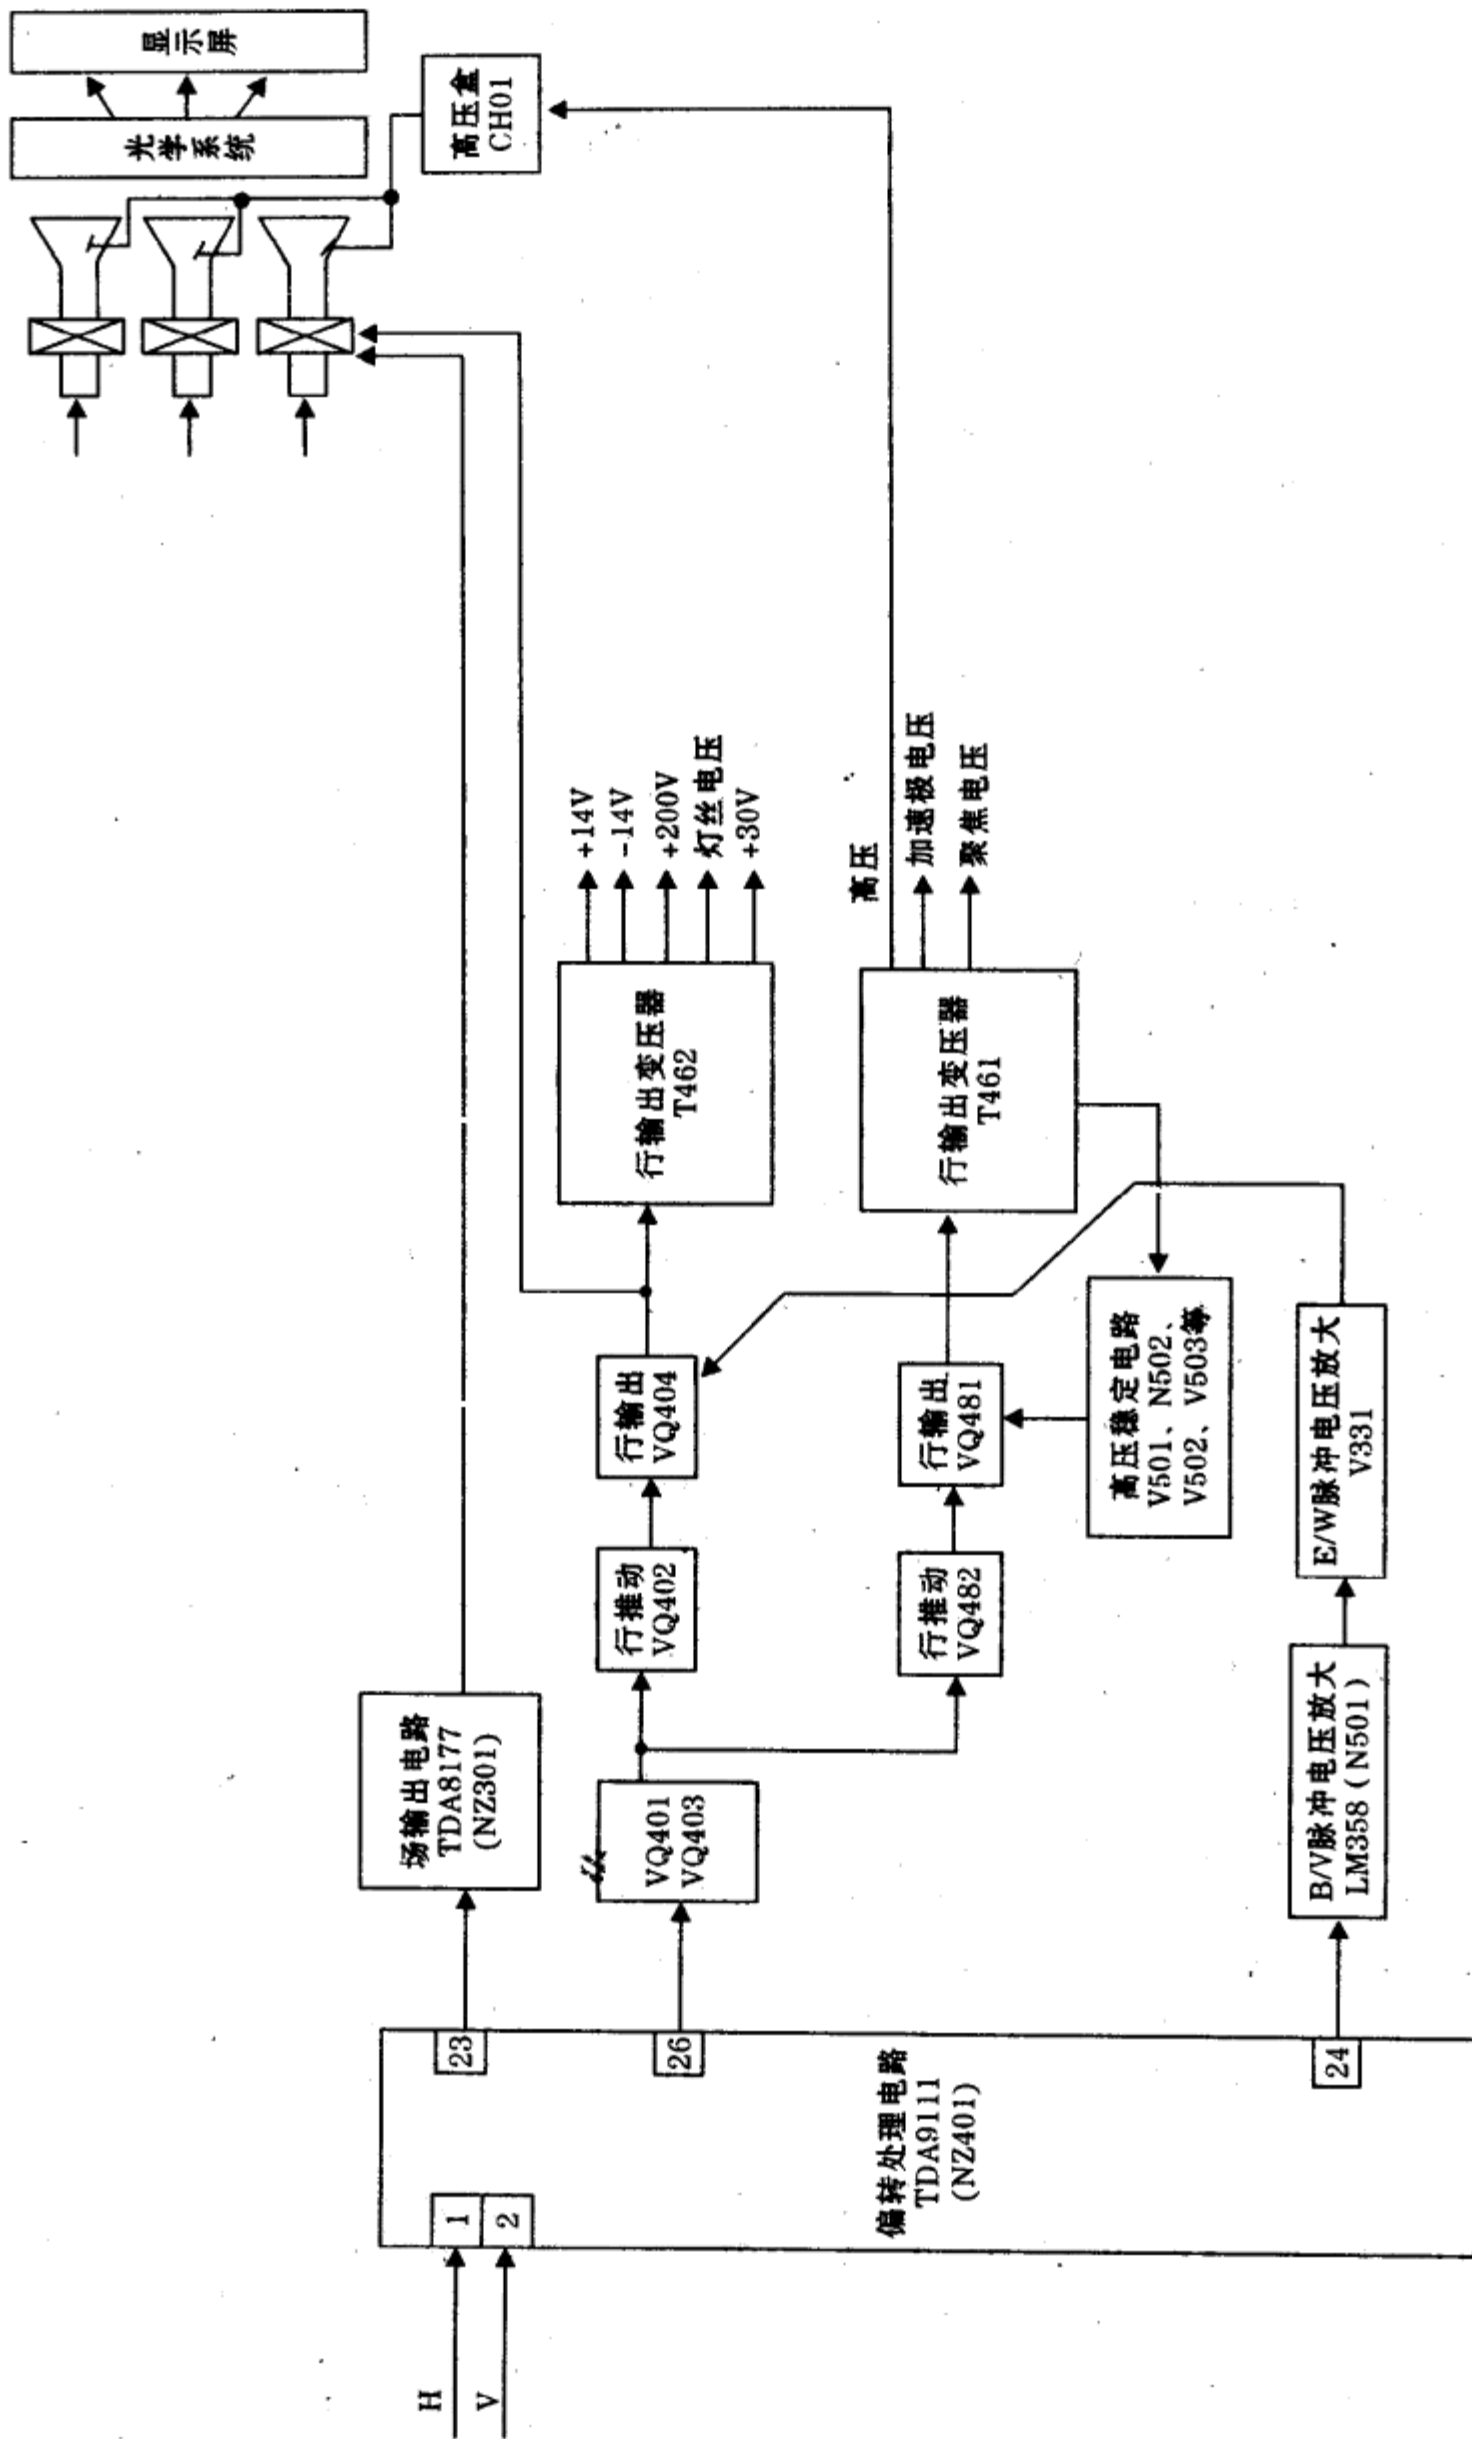 H
V
1
2
偏转处理电路
TDA9111
(NZ401)
23
26
24
场输出电路
TDA8177
(NZ301)
VQ401
VQ403
行推动
VQ402
行输出
VQ404
行输出变压器
T462
+14V
-14V
+200V
灯丝电压
+30V
行推动
VQ482
行输出
VQ481
行输出变压器
T461
高压
加速极电压
聚焦电压
高压稳定电路
V501、N502、
V502、V503等
B/V脉冲电压放大
LM358（N501）
E/W脉冲电压放大
V331
高压盒
CH01
光学系统
显示屏